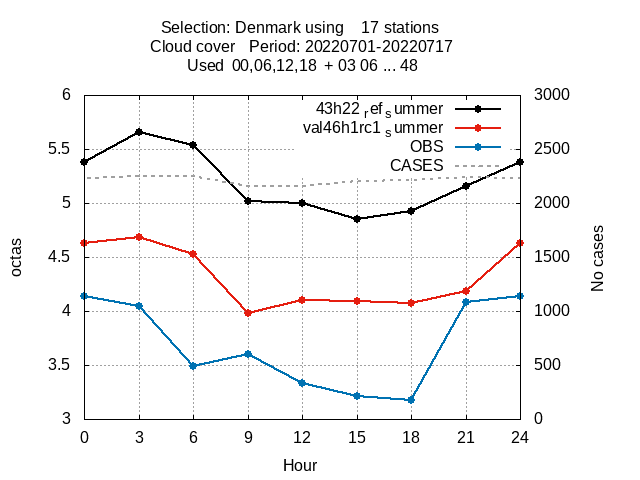 Selection: Denmark using 17 stations
Cloud cover Period: 20220701-20220717
Used 00,06,12,18 + 03 06 ... 48
6 3000
43h22 ref summer
val46h1rc1 summer
5.5 2500
OBS
CASES
5 2000
4.5 1500
octas
No cases
4 1000
3.5 500
3 0
0 3 6 9 12 15 18 21 24
Hour